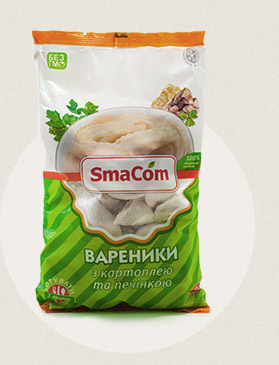 БЕЗ
ГМО
SmaCom
100%
ВАРЕНИКИ
з картоплею
та печінкою